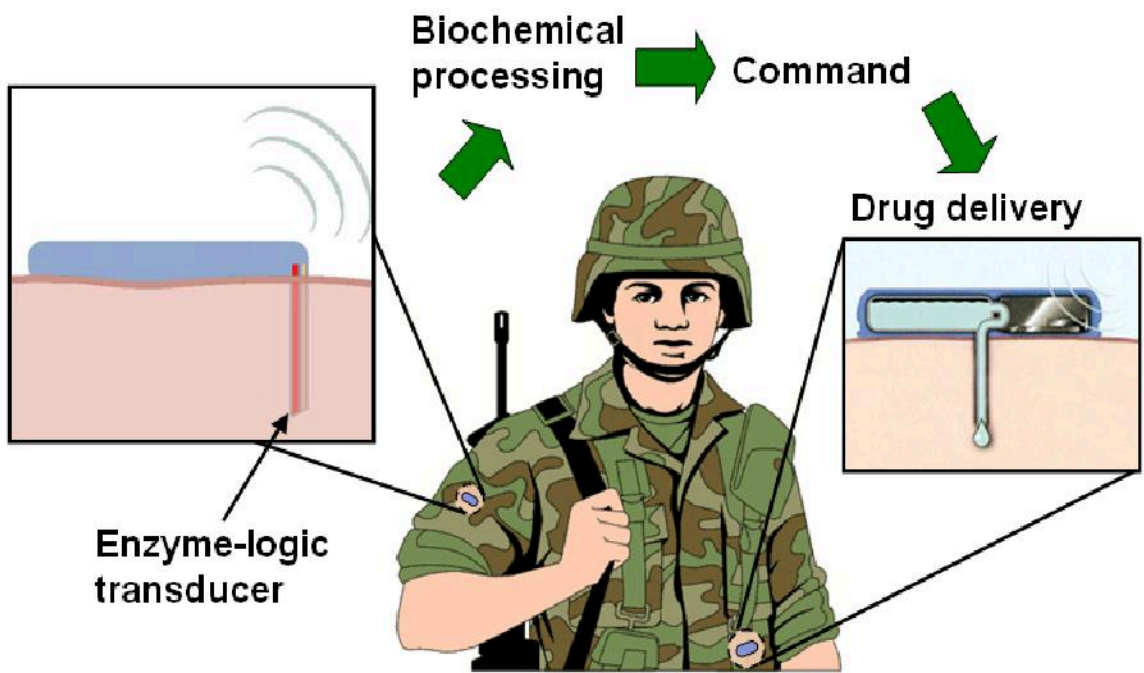 Biochemical
processing
Command
Drug delivery
Enzyme-logic
transducer